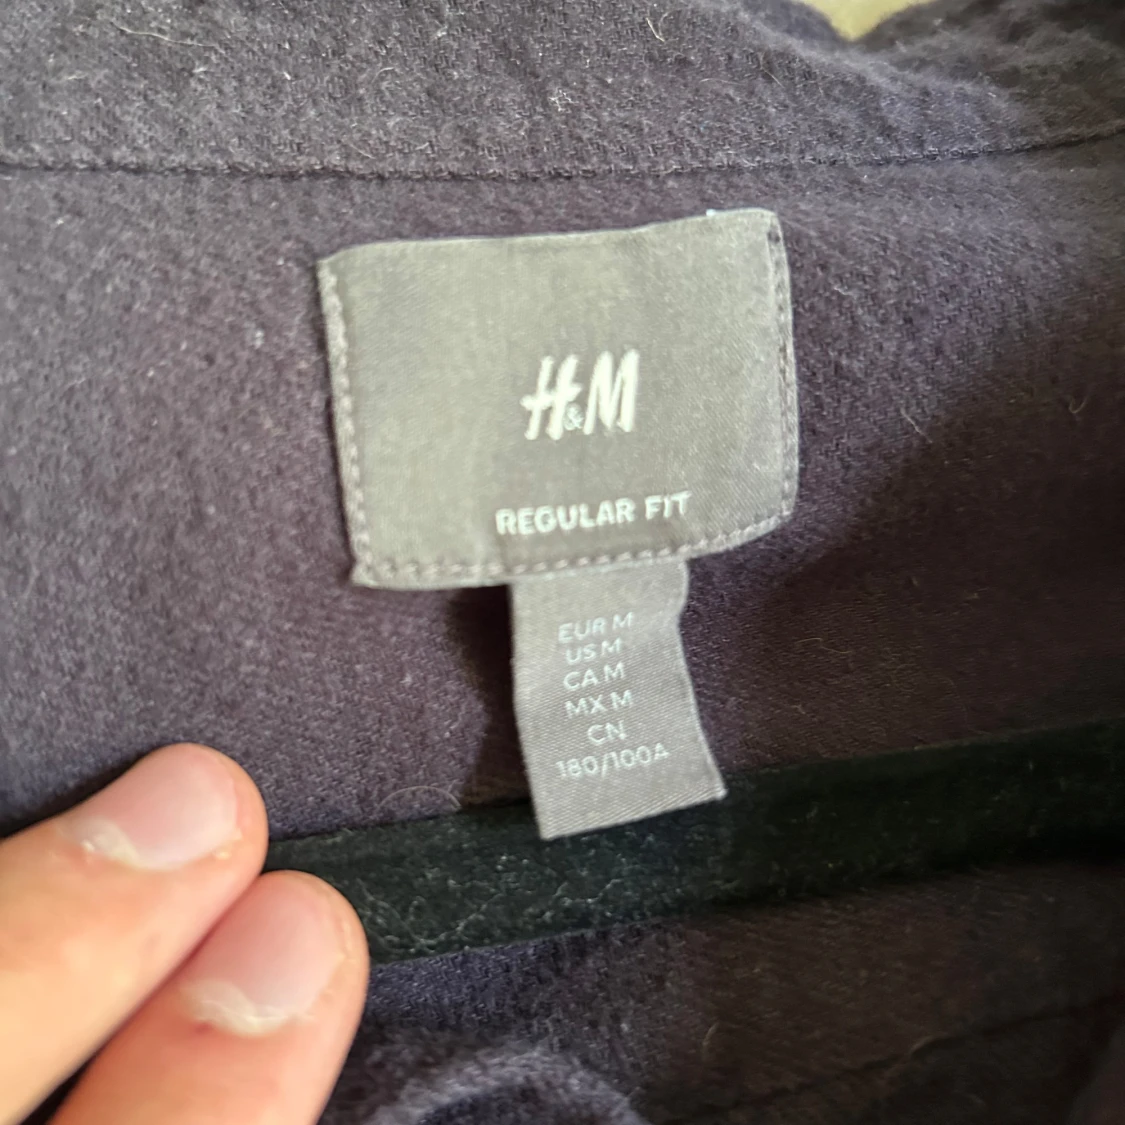 H&M
REGULAR FIT
EUR M
US M
CA M
MX M
CN
180/100A